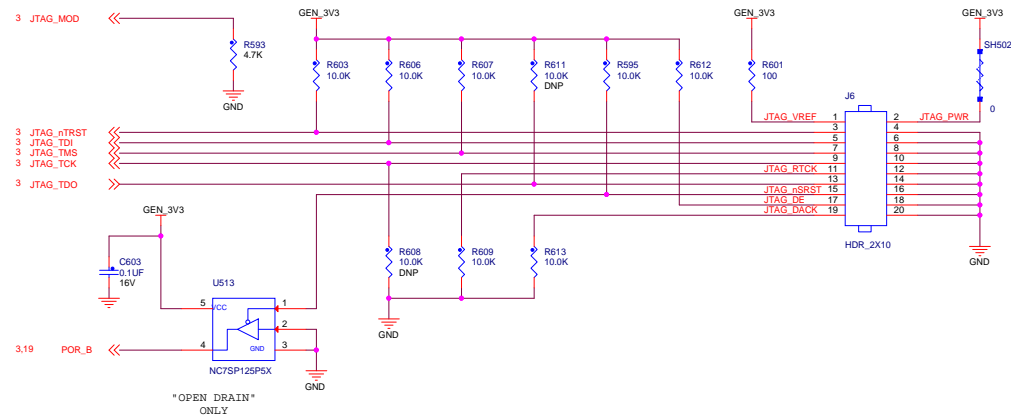 3 JTAG_MOD
R593
4.7K
GND
GEN_3V3
R603
10.0K
R606
10.0K
R607
10.0K
R611
10.0K
DNP
R595
10.0K
R612
10.0K
GEN_3V3
R601
100
GEN_3V3
SH502
0
J6
JTAG_VREF 1 2 JTAG_PWR
3 JTAG_nTRST 3 4
3 JTAG_TDI 5 6
3 JTAG_TMS 7 8
3 JTAG_TCK 9 10
JTAG_RTCK 11 12
3 JTAG_TDO 13 14
JTAG_nSRST 15 16
JTAG_DE 17 18
JTAG_DACK 19 20
HDR_2X10
GND
GEN_3V3
C603
0.1UF
16V
R608
10.0K
DNP
R609
10.0K
R613
10.0K
GND
U513
5 VCC 1
2
4 GND 3
NC7SP125P5X
GND
3,19 POR_B
"OPEN DRAIN"
ONLY